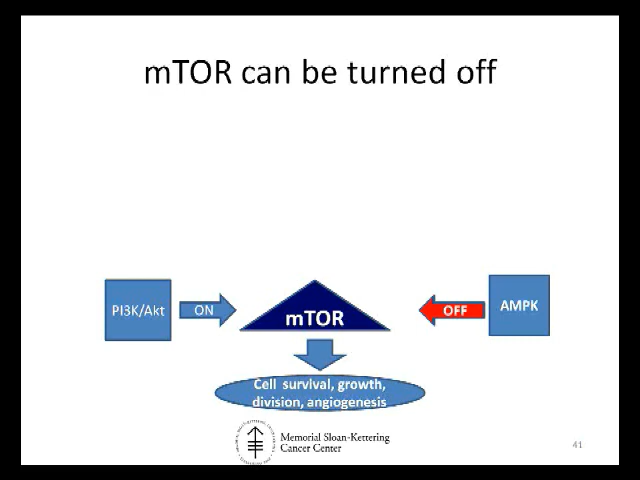 mTOR can be turned off
PI3K/Akt
ON
mTOR
OFF
AMPK
Cell survival, growth,
division, angiogenesis
Memorial Sloan-Kettering
Cancer Center
41